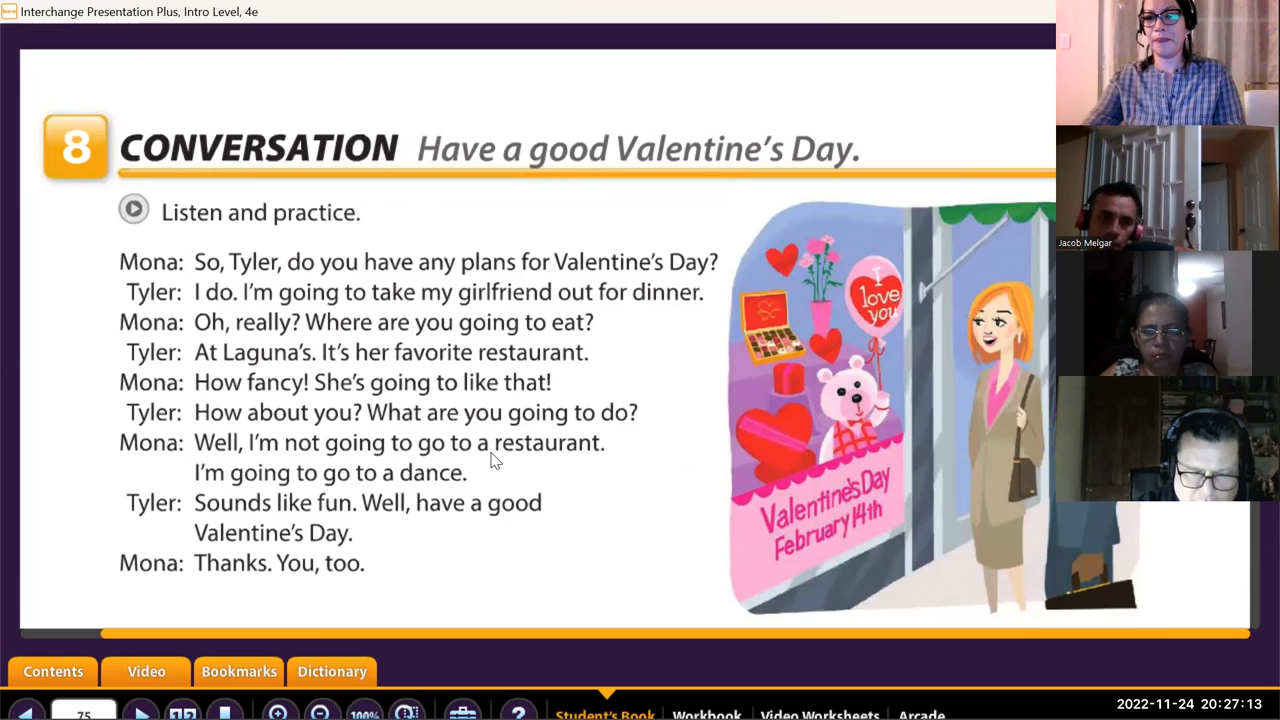 Interchange Presentation Plus, Intro Level, 4e
8 CONVERSATION Have a good Valentine's Day.
Listen and practice.
Mona: So, Tyler, do you have any plans for Valentine's Day?
Tyler: I do. I'm going to take my girlfriend out for dinner.
Mona: Oh, really? Where are you going to eat?
Tyler: At Laguna's. It's her favorite restaurant.
Mona: How fancy! She's going to like that!
Tyler: How about you? What are you going to do?
Mona: Well, I'm not going to go to a restaurant.
I'm going to go to a dance.
Tyler: Sounds like fun. Well, have a good
Valentine's Day.
Mona: Thanks. You, too.
I
love
you
Valentine's Day
February 14th
Jacob Melgar
Contents Video Bookmarks Dictionary
75 100% ? Student's Book Workbook Video Worksheets Arcade
2022-11-24 20:27:13